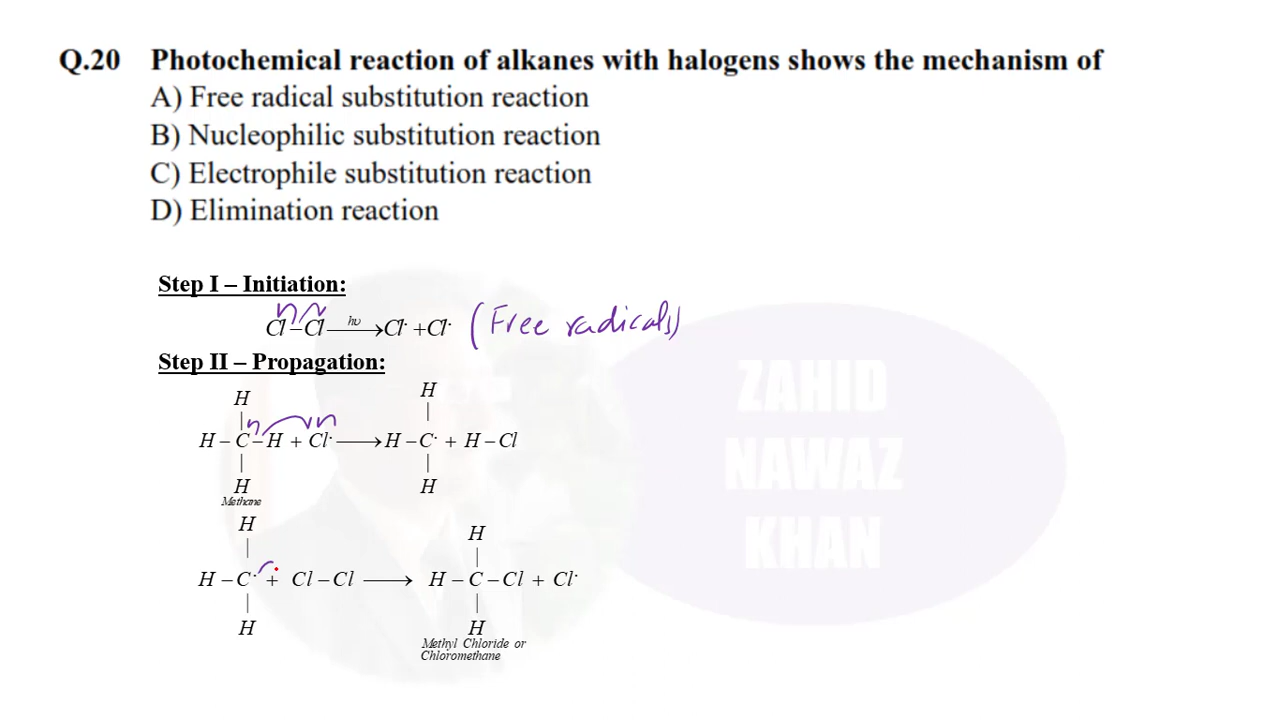 Q.20 Photochemical reaction of alkanes with halogens shows the mechanism of
A) Free radical substitution reaction
B) Nucleophilic substitution reaction
C) Electrophile substitution reaction
D) Elimination reaction
Step I – Initiation:
Cl – Cl hυ → Cl· + Cl· (Free radicals)
Step II – Propagation:
H H
| |
H – C – H + Cl· → H – C· + H – Cl
| |
H H
Methane
H H
| |
H – C· + Cl – Cl → H – C – Cl + Cl·
| |
H H
Methyl Chloride or
Chloromethane
ZAHID
NAWAZ
KHAN